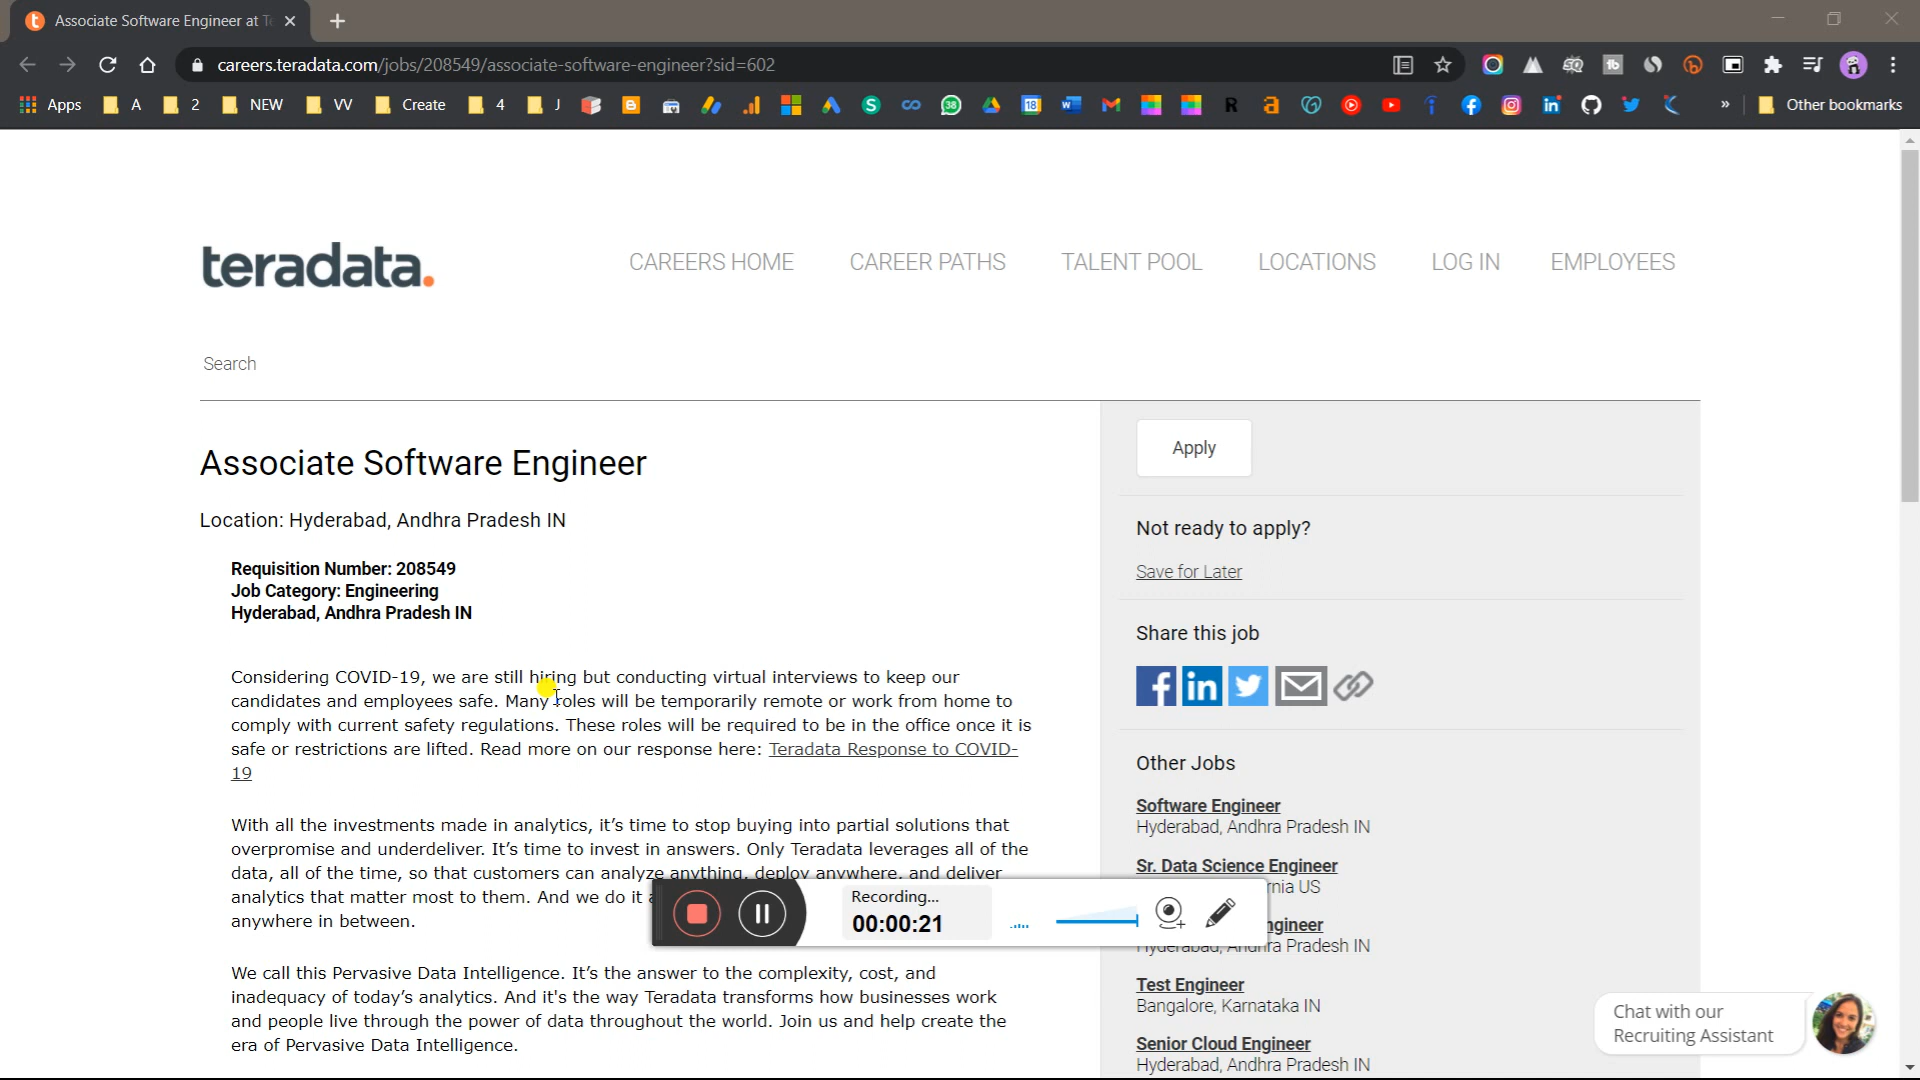 Associate Software Engineer at Te
careers.teradata.com/jobs/208549/associate-software-engineer?sid=602
Apps A 2 NEW VV Create 4 J Other bookmarks
teradata.
CAREERS HOME CAREER PATHS TALENT POOL LOCATIONS LOG IN EMPLOYEES
Search
Associate Software Engineer
Location: Hyderabad, Andhra Pradesh IN
Requisition Number: 208549
Job Category: Engineering
Hyderabad, Andhra Pradesh IN
Considering COVID-19, we are still hiring but conducting virtual interviews to keep our
candidates and employees safe. Many roles will be temporarily remote or work from home to
comply with current safety regulations. These roles will be required to be in the office once it is
safe or restrictions are lifted. Read more on our response here: Teradata Response to COVID-
19
With all the investments made in analytics, it’s time to stop buying into partial solutions that
overpromise and underdeliver. It’s time to invest in answers. Only Teradata leverages all of the
data, all of the time, so that customers can analyze anything, deploy anywhere, and deliver
analytics that matter most to them. And we do it
anywhere in between.
We call this Pervasive Data Intelligence. It’s the answer to the complexity, cost, and
inadequacy of today’s analytics. And it's the way Teradata transforms how businesses work
and people live through the power of data throughout the world. Join us and help create the
era of Pervasive Data Intelligence.
Apply
Not ready to apply?
Save for Later
Share this job
Other Jobs
Software Engineer
Hyderabad, Andhra Pradesh IN
Sr. Data Science Engineer
rnia US
ngineer
Hyderabad, Andhra Pradesh IN
Test Engineer
Bangalore, Karnataka IN
Senior Cloud Engineer
Hyderabad, Andhra Pradesh IN
Recording...
00:00:21
Chat with our
Recruiting Assistant